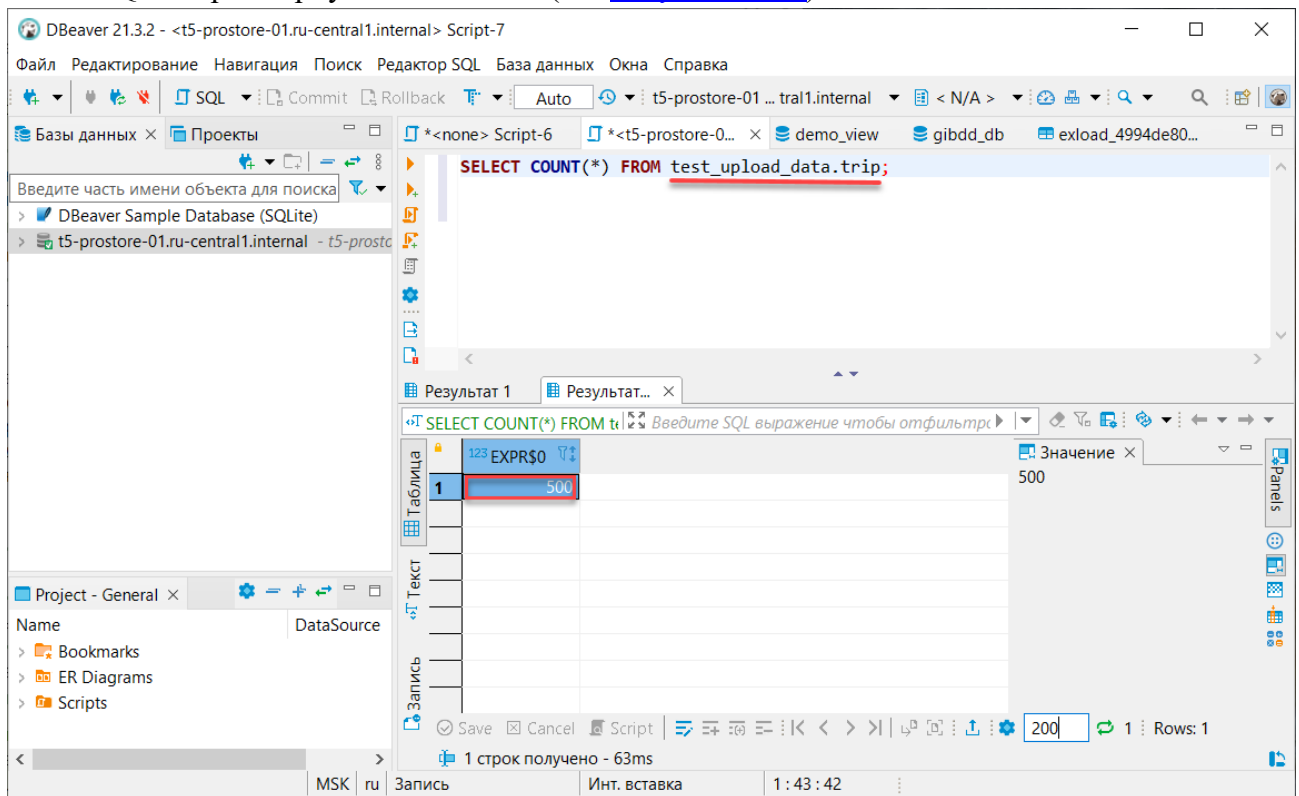 DBeaver 21.3.2 - <t5-prostore-01.ru-central1.internal> Script-7
Файл Редактирование Навигация Поиск Редактор SQL База данных Окна Справка
SQL Commit Rollback Auto t5-prostore-01 ... tral1.internal < N/A >
Базы данных Проекты
*<none> Script-6 *<t5-prostore-0... demo_view gibdd_db exload_4994de80...
Введите часть имени объекта для поиска
DBeaver Sample Database (SQLite)
t5-prostore-01.ru-central1.internal - t5-prosto
SELECT COUNT(*) FROM test_upload_data.trip;
Результат 1 Результат...
SELECT COUNT(*) FROM te Введите SQL выражение чтобы отфильтрс
Таблица
Текст
Запись
123 EXPR$0
1 500
Значение
500
Panels
Project - General
Name DataSource
Bookmarks
ER Diagrams
Scripts
Save Cancel Script 200 1 Rows: 1
1 строк получено - 63ms
MSK ru Запись Инт. вставка 1 : 43 : 42